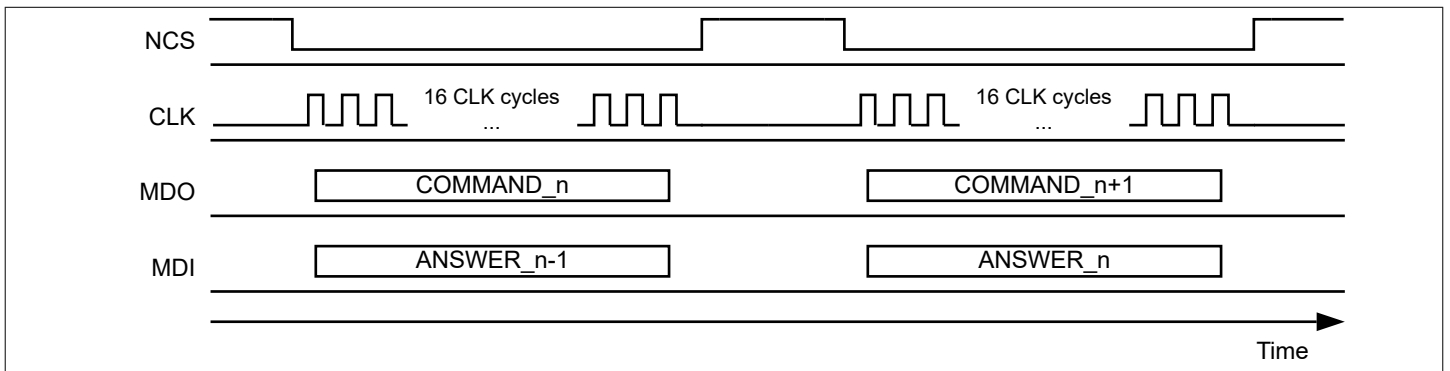 NCS
CLK
16 CLK cycles
...
16 CLK cycles
...
MDO
COMMAND_n
COMMAND_n+1
MDI
ANSWER_n-1
ANSWER_n
Time